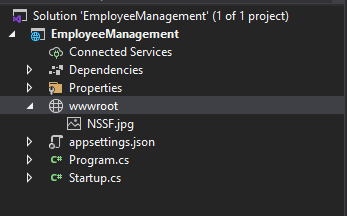 Solution 'EmployeeManagement' (1 of 1 project)
EmployeeManagement
Connected Services
Dependencies
Properties
wwwroot
NSSF.jpg
appsettings.json
C# Program.cs
C# Startup.cs